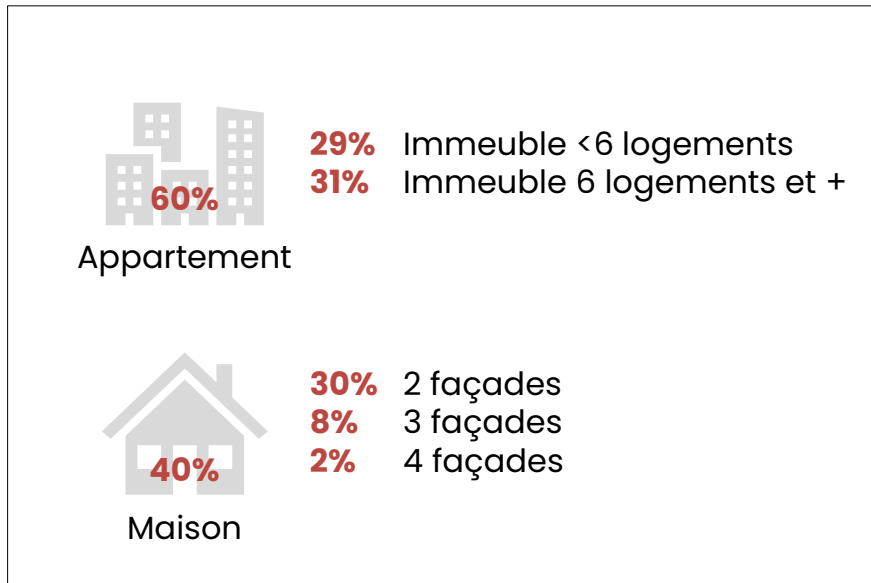 29% Immeuble <6 logements
31% Immeuble 6 logements et +
60%
Appartement
30% 2 façades
8% 3 façades
2% 4 façades
40%
Maison